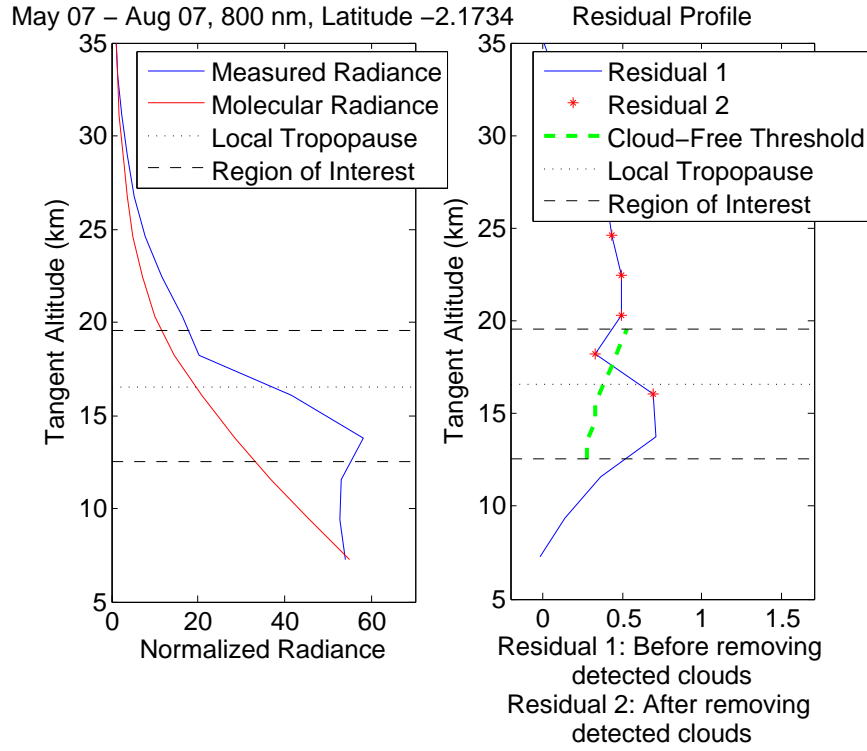 May 07 − Aug 07, 800 nm, Latitude −2.1734
Measured Radiance
Molecular Radiance
Local Tropopause
Region of Interest
35
30
25
20
15
10
5
Tangent Altitude (km)
0
20
40
60
Normalized Radiance
Residual Profile
Residual 1
Residual 2
Cloud−Free Threshold
Local Tropopause
Region of Interest
35
30
25
20
15
10
5
Tangent Altitude (km)
0
0.5
1
1.5
Residual 1: Before removing
detected clouds
Residual 2: After removing
detected clouds